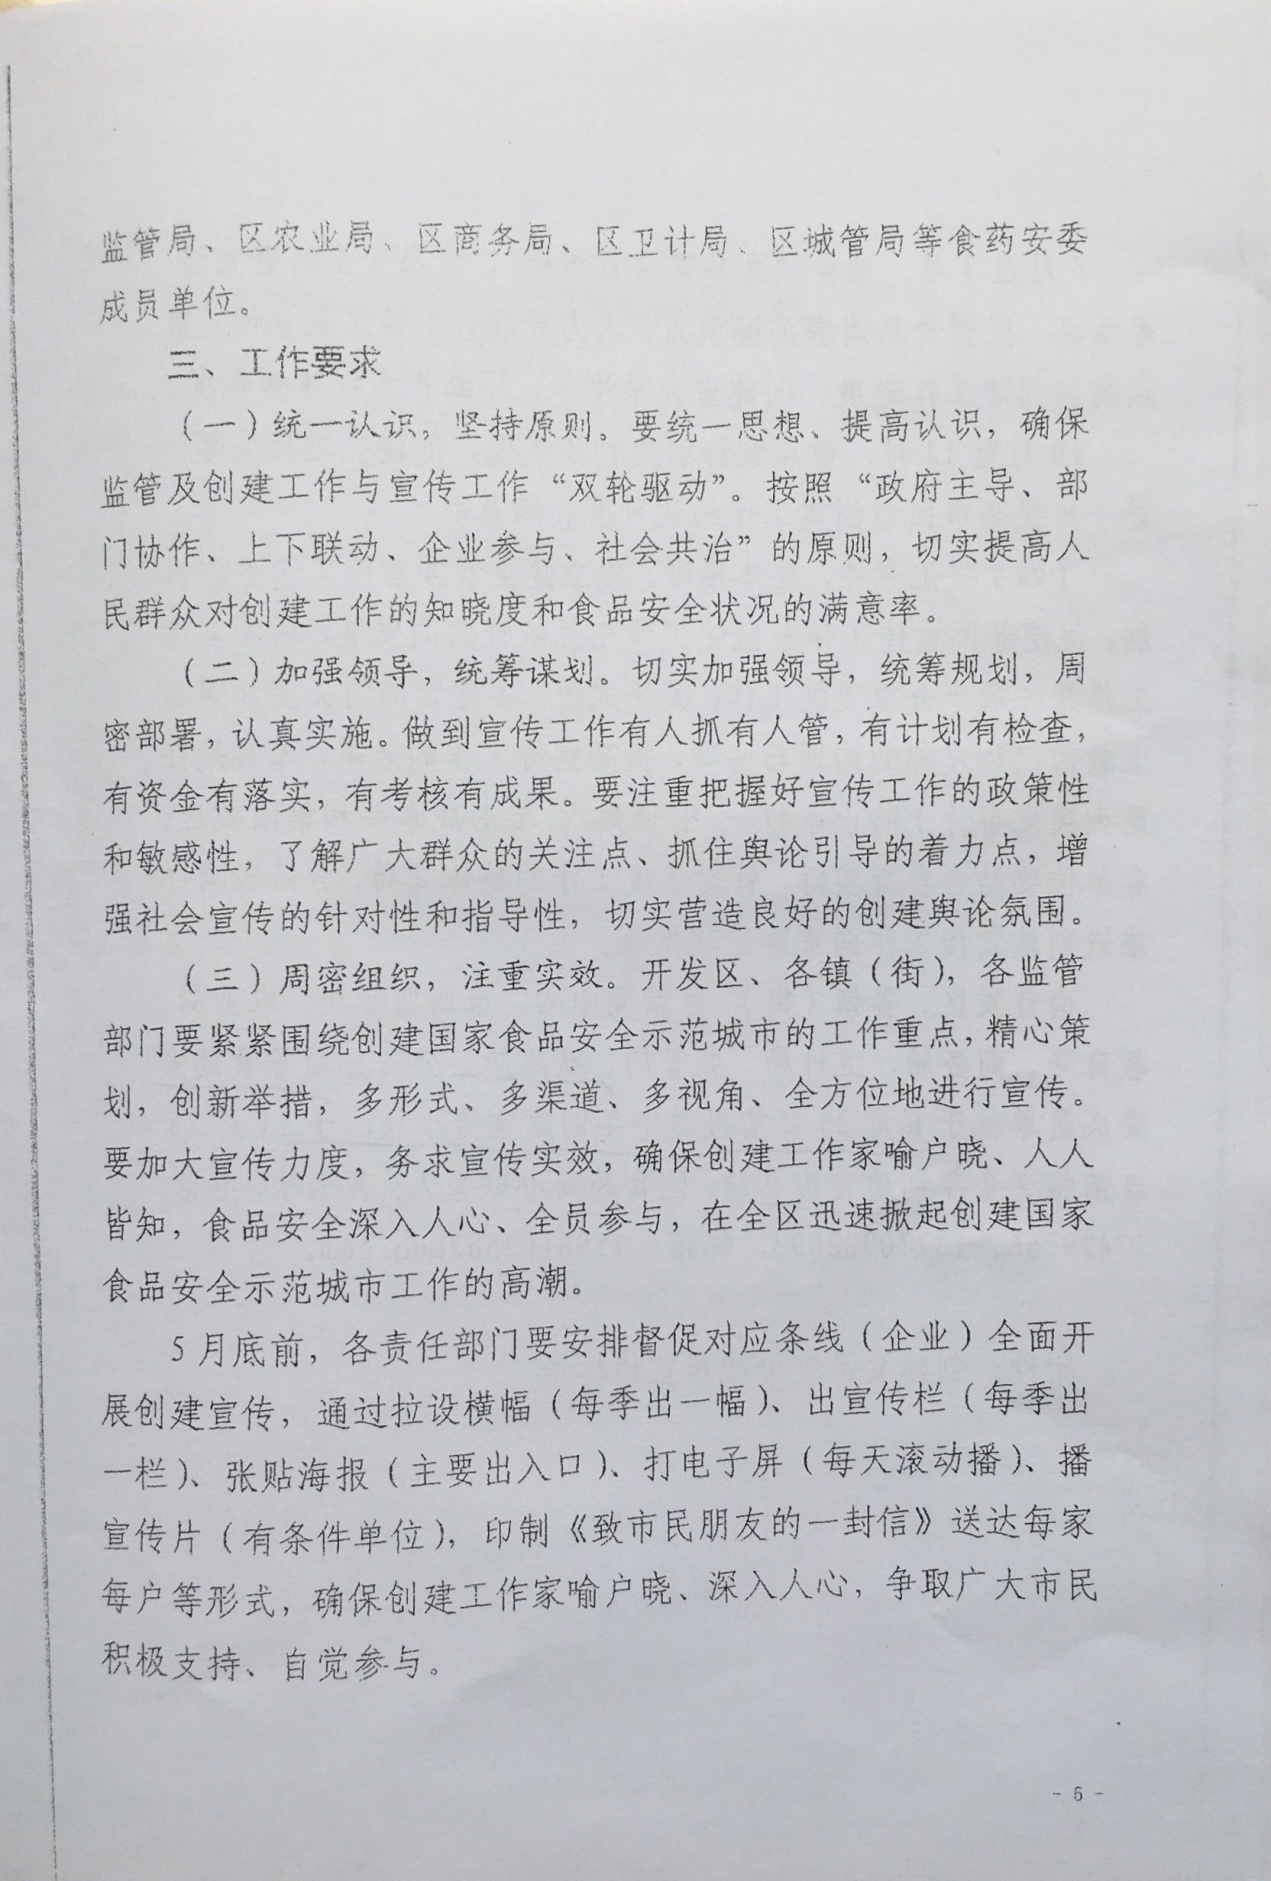 监管局、区农业局、区商务局、区卫计局、区城管局等食药安委
成员单位。
三、工作要求
（一）统一认识，坚持原则。要统一思想、提高认识，确保
监管及创建工作与宣传工作“双轮驱动”。按照“政府主导、部
门协作、上下联动、企业参与、社会共治”的原则，切实提高人
民群众对创建工作的知晓度和食品安全状况的满意率。
（二）加强领导，统筹谋划。切实加强领导，统筹规划，周
密部署，认真实施。做到宣传工作有人抓有人管，有计划有检查，
有资金有落实，有考核有成果。要注重把握好宣传工作的政策性
和敏感性，了解广大群众的关注点、抓住舆论引导的着力点，增
强社会宣传的针对性和指导性，切实营造良好的创建舆论氛围。
（三）周密组织，注重实效。开发区、各镇（街），各监管
部门要紧紧围绕创建国家食品安全示范城市的工作重点，精心策
划，创新举措，多形式、多渠道、多视角、全方位地进行宣传。
要加大宣传力度，务求宣传实效，确保创建工作家喻户晓、人人
皆知，食品安全深入人心、全员参与，在全区迅速掀起创建国家
食品安全示范城市工作的高潮。
5月底前，各责任部门要安排督促对应条线（企业）全面开
展创建宣传，通过拉设横幅（每季出一幅）、出宣传栏（每季出
一栏）、张贴海报（主要出入口）、打电子屏（每天滚动播）、播
宣传片（有条件单位），印制《致市民朋友的一封信》送达每家
每户等形式，确保创建工作家喻户晓、深入人心，争取广大市民
积极支持、自觉参与。
- 5 -